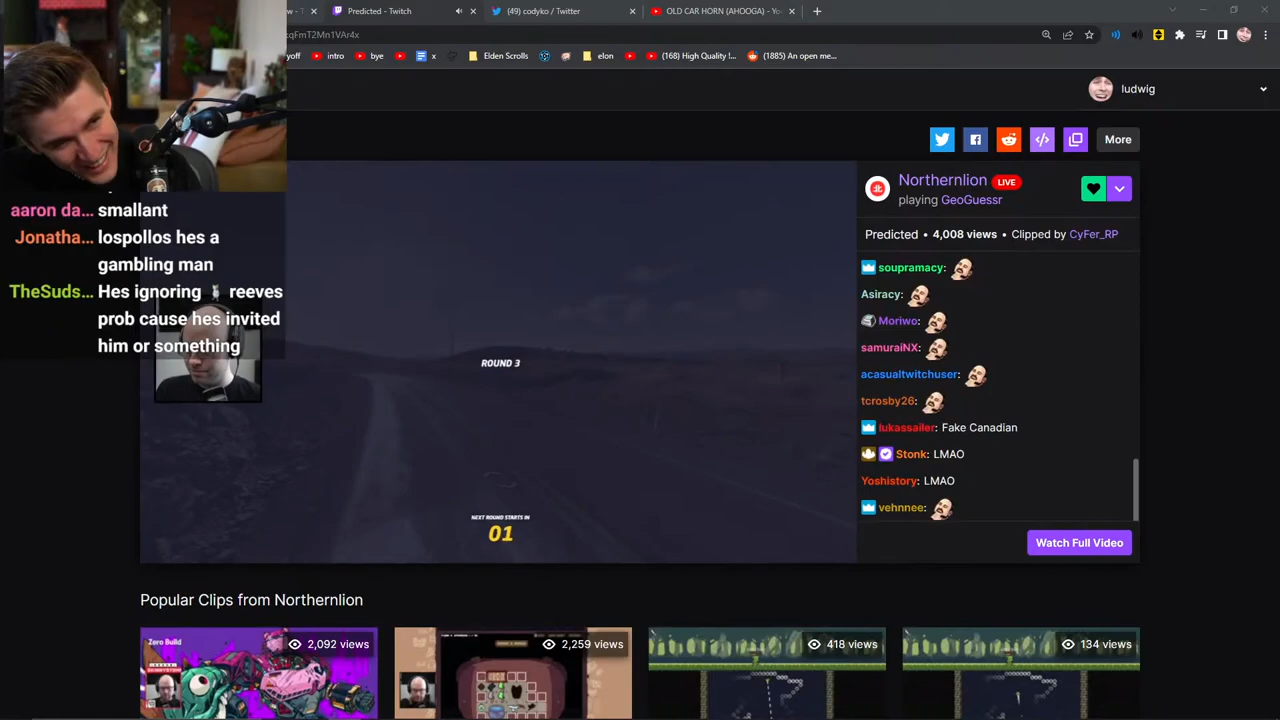 Predicted - Twitch
(49) codyko / Twitter
OLD CAR HORN (AHOOGA) - Yo
qFmT2Mn1VAr4x
yoff
intro
bye
x
Elden Scrolls
elon
(168) High Quality I...
(1885) An open me...
ludwig
More
aaron da... smallant
Jonatha... lospollos hes a
gambling man
TheSuds... Hes ignoring reeves
prob cause hes invited
him or something
ROUND 3
NEXT ROUND STARTS IN
01
Northernlion LIVE
playing GeoGuessr
Predicted • 4,008 views • Clipped by CyFer_RP
soupramacy:
Asiracy:
Moriwo:
samuraiNX:
acasualtwitchuser:
tcrosby26:
lukassailer: Fake Canadian
Stonk: LMAO
Yoshistory: LMAO
vehnnee:
Watch Full Video
Popular Clips from Northernlion
Zero Build
2,092 views
2,259 views
418 views
134 views